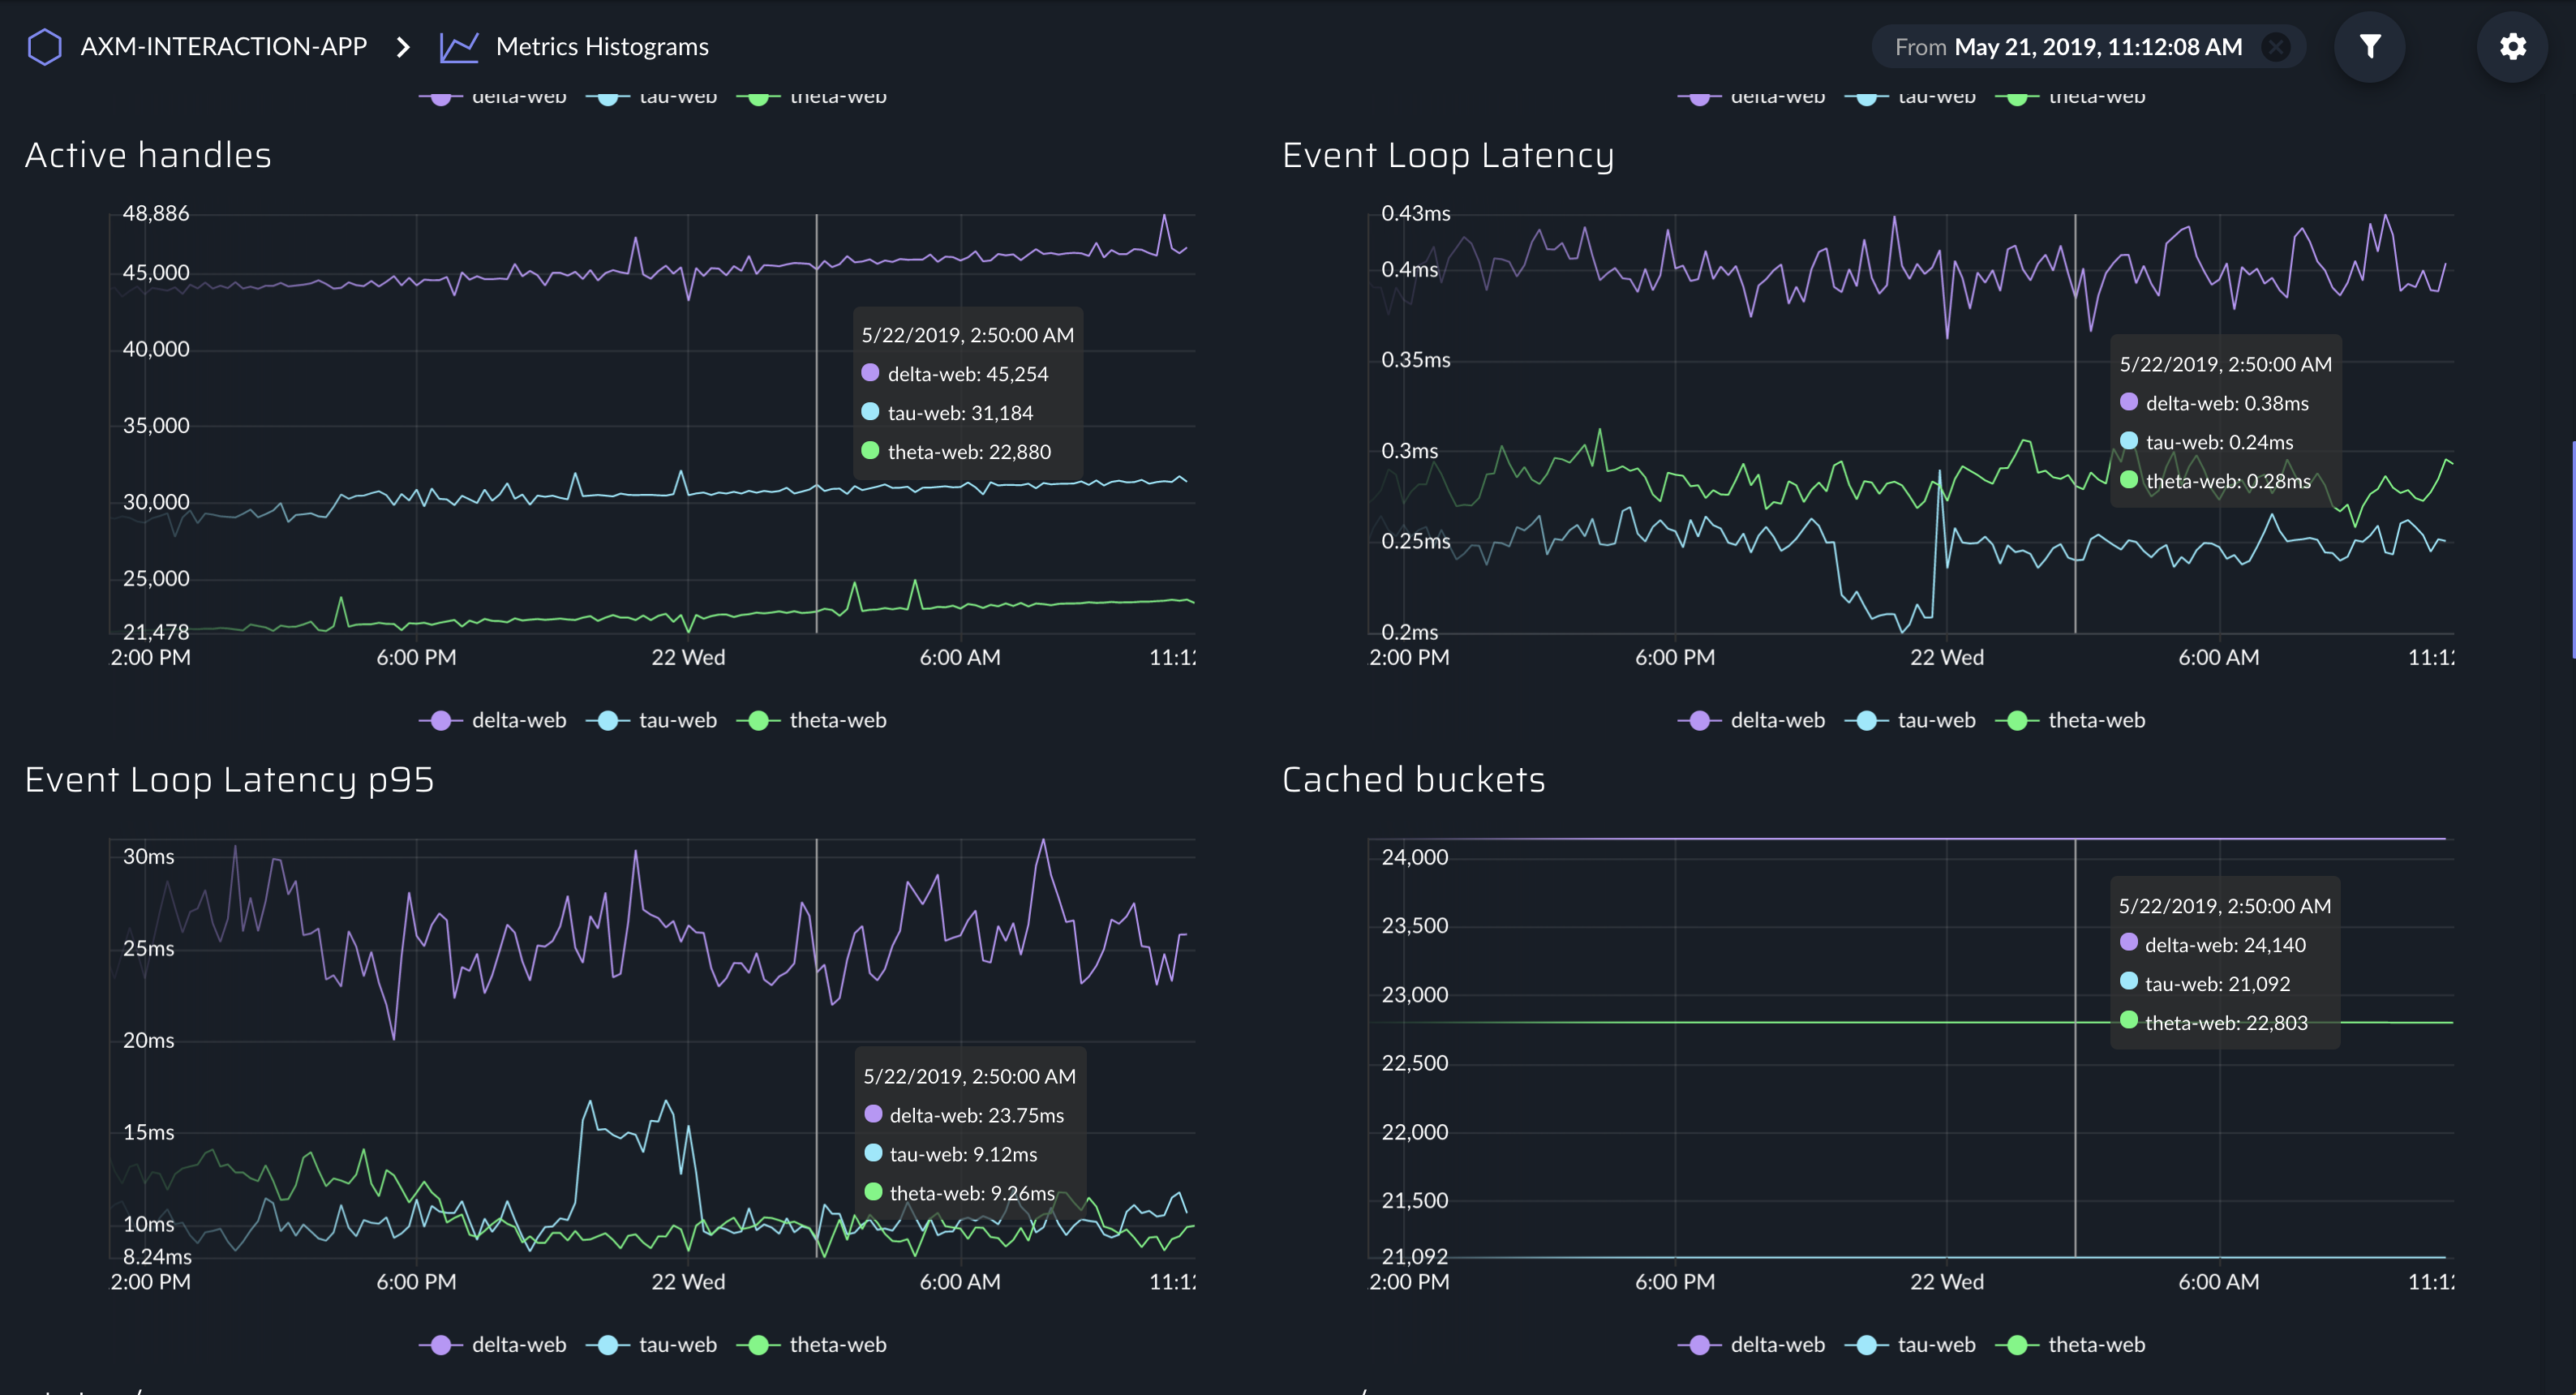 AXM-INTERACTION-APP Metrics Histograms From May 21, 2019, 11:12:08 AM
delta-web tau-web theta-web
delta-web tau-web theta-web
Active handles
48,886
45,000
40,000
35,000
30,000
25,000
21,478
5/22/2019, 2:50:00 AM
delta-web: 45,254
tau-web: 31,184
theta-web: 22,880
2:00 PM 6:00 PM 22 Wed 6:00 AM 11:12
delta-web tau-web theta-web
Event Loop Latency
0.43ms
0.4ms
0.35ms
0.3ms
0.25ms
0.2ms
5/22/2019, 2:50:00 AM
delta-web: 0.38ms
tau-web: 0.24ms
theta-web: 0.28ms
2:00 PM 6:00 PM 22 Wed 6:00 AM 11:12
delta-web tau-web theta-web
Event Loop Latency p95
30ms
25ms
20ms
15ms
10ms
8.24ms
5/22/2019, 2:50:00 AM
delta-web: 23.75ms
tau-web: 9.12ms
theta-web: 9.26ms
2:00 PM 6:00 PM 22 Wed 6:00 AM 11:12
delta-web tau-web theta-web
Cached buckets
24,000
23,500
23,000
22,500
22,000
21,500
21,092
5/22/2019, 2:50:00 AM
delta-web: 24,140
tau-web: 21,092
theta-web: 22,803
2:00 PM 6:00 PM 22 Wed 6:00 AM 11:12
delta-web tau-web theta-web